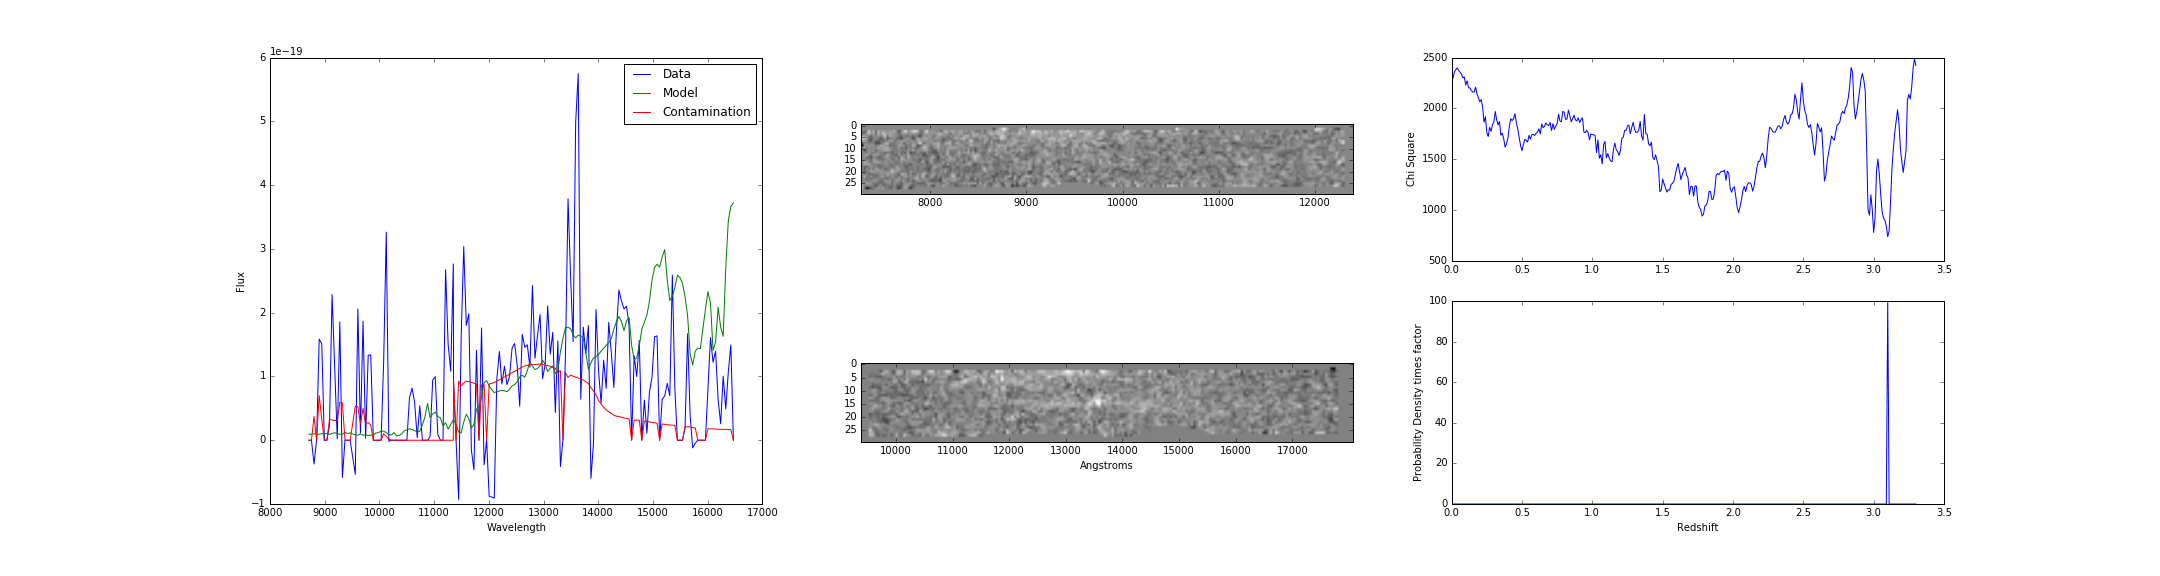 1e−19
6
5
4
3
2
1
0
−1
8000 9000 10000 11000 12000 13000 14000 15000 16000 17000
Wavelength
Flux
Data
Model
Contamination
0
5
10
15
20
25
8000 9000 10000 11000 12000
0
5
10
15
20
25
10000 11000 12000 13000 14000 15000 16000 17000
Angstroms
2500
2000
1500
1000
500
0.0 0.5 1.0 1.5 2.0 2.5 3.0 3.5
Chi Square
100
80
60
40
20
0
0.0 0.5 1.0 1.5 2.0 2.5 3.0 3.5
Redshift
Probability Density times factor